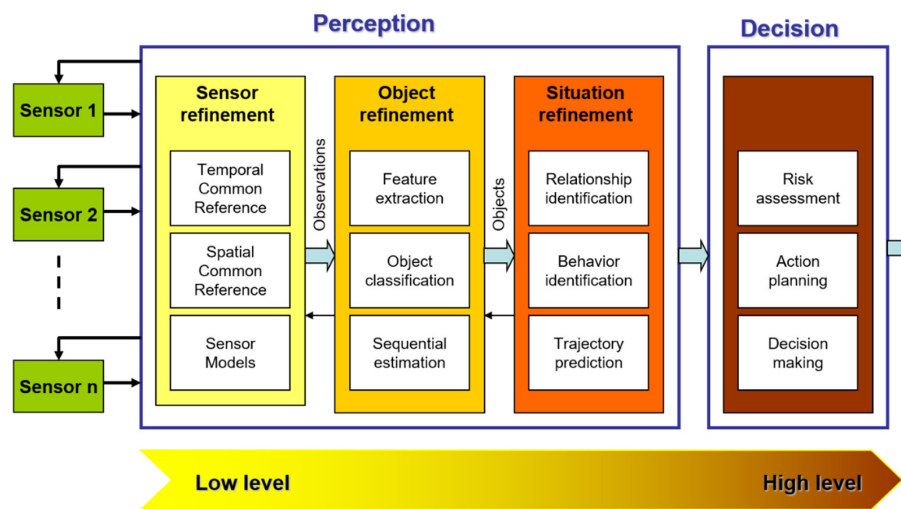 Perception
Decision
Sensor 1
Sensor 2
Sensor n
Sensor
refinement
Temporal
Common
Reference
Spatial
Common
Reference
Sensor
Models
Observations
Object
refinement
Feature
extraction
Object
classification
Sequential
estimation
Objects
Situation
refinement
Relationship
identification
Behavior
identification
Trajectory
prediction
Risk
assessment
Action
planning
Decision
making
Low level
High level